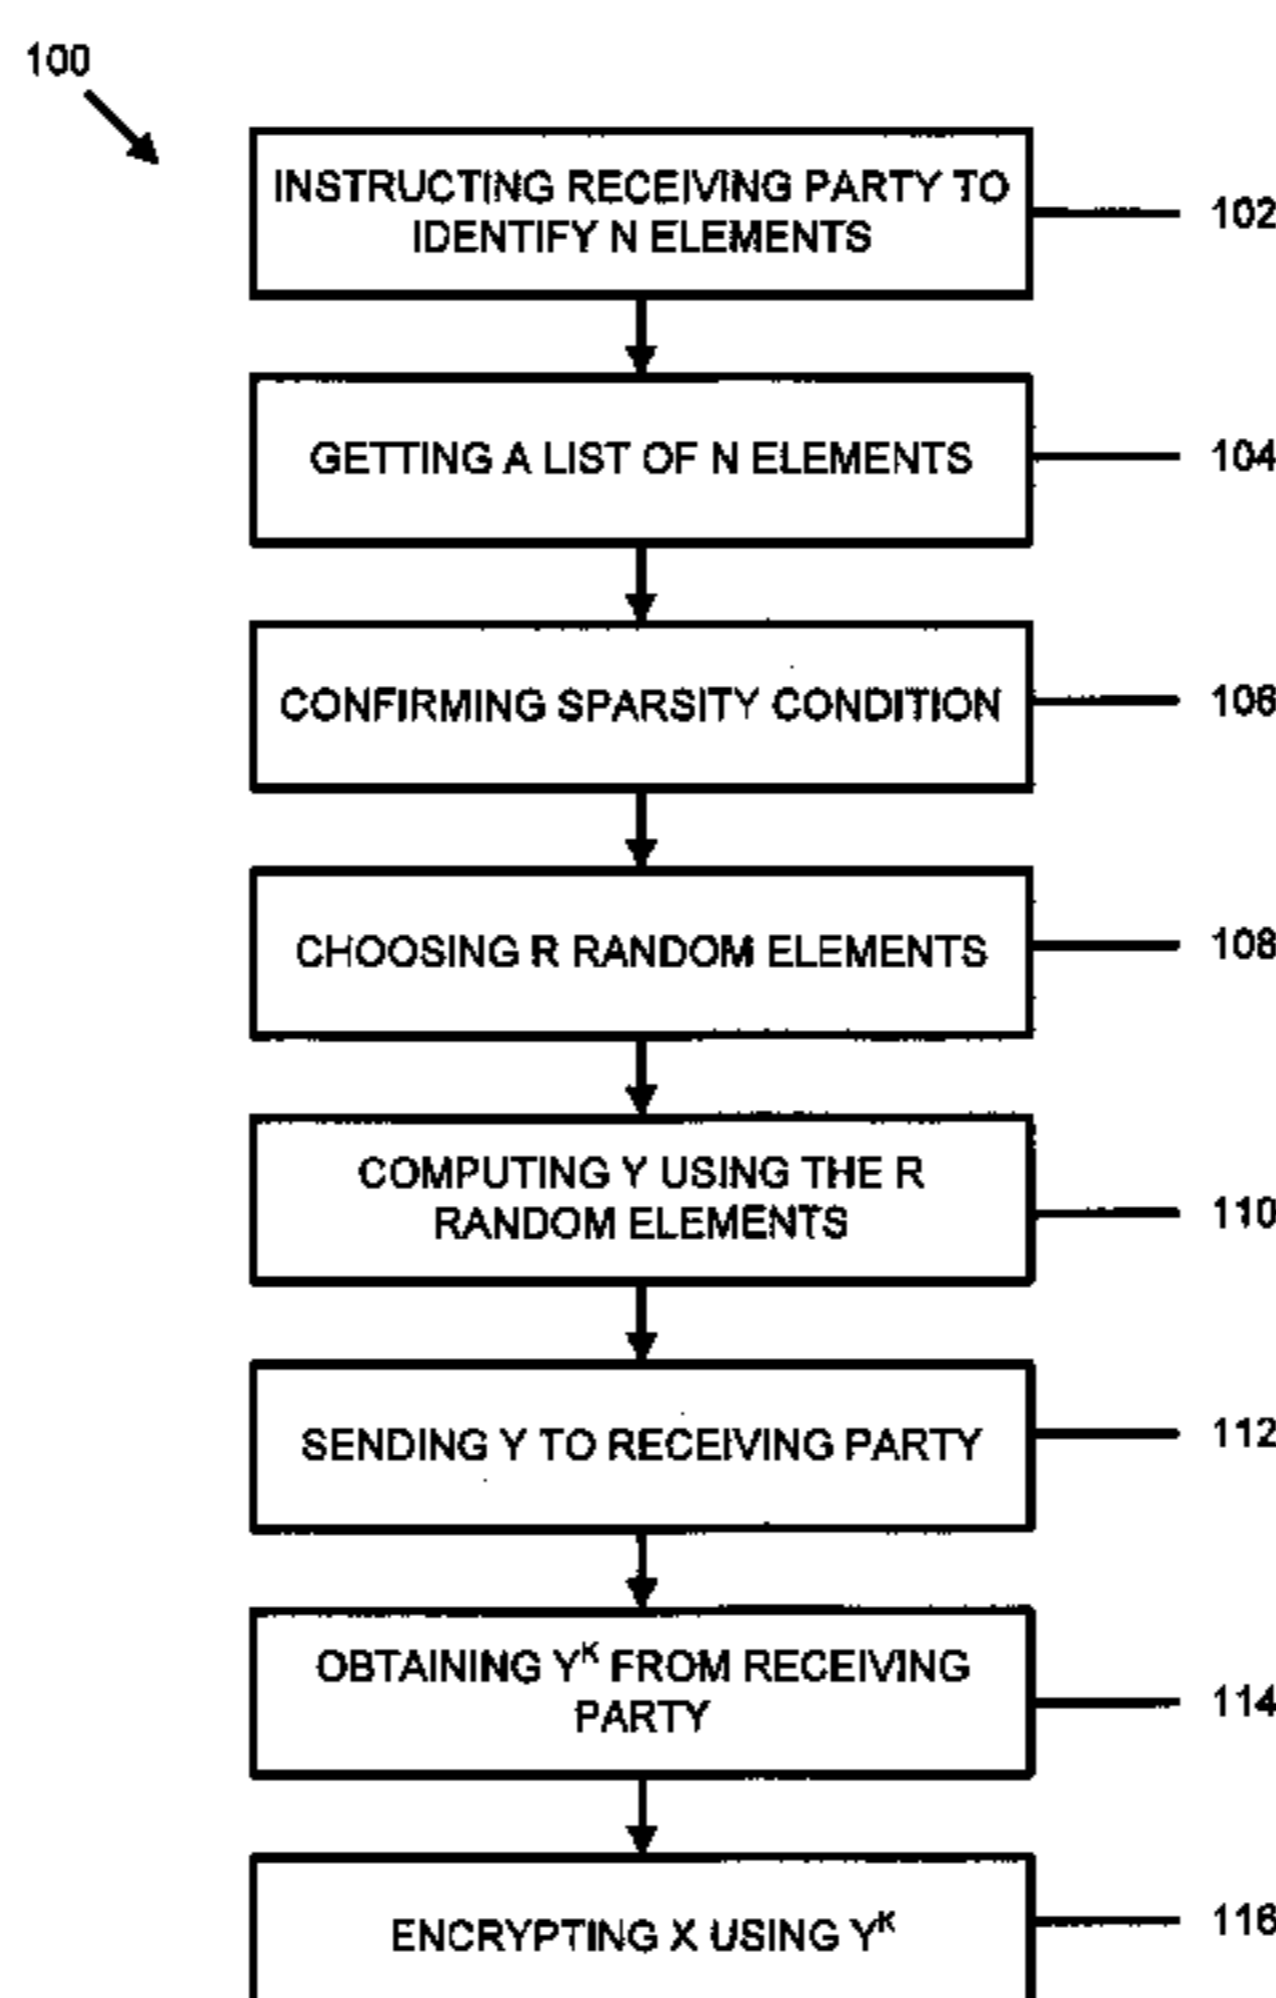 100
INSTRUCTING RECEIVING PARTY TO
IDENTIFY N ELEMENTS
102
GETTING A LIST OF N ELEMENTS
104
CONFIRMING SPARSITY CONDITION
106
CHOOSING R RANDOM ELEMENTS
108
COMPUTING Y USING THE R
RANDOM ELEMENTS
110
SENDING Y TO RECEIVING PARTY
112
OBTAINING Y^K FROM RECEIVING
PARTY
114
ENCRYPTING X USING Y^K
116